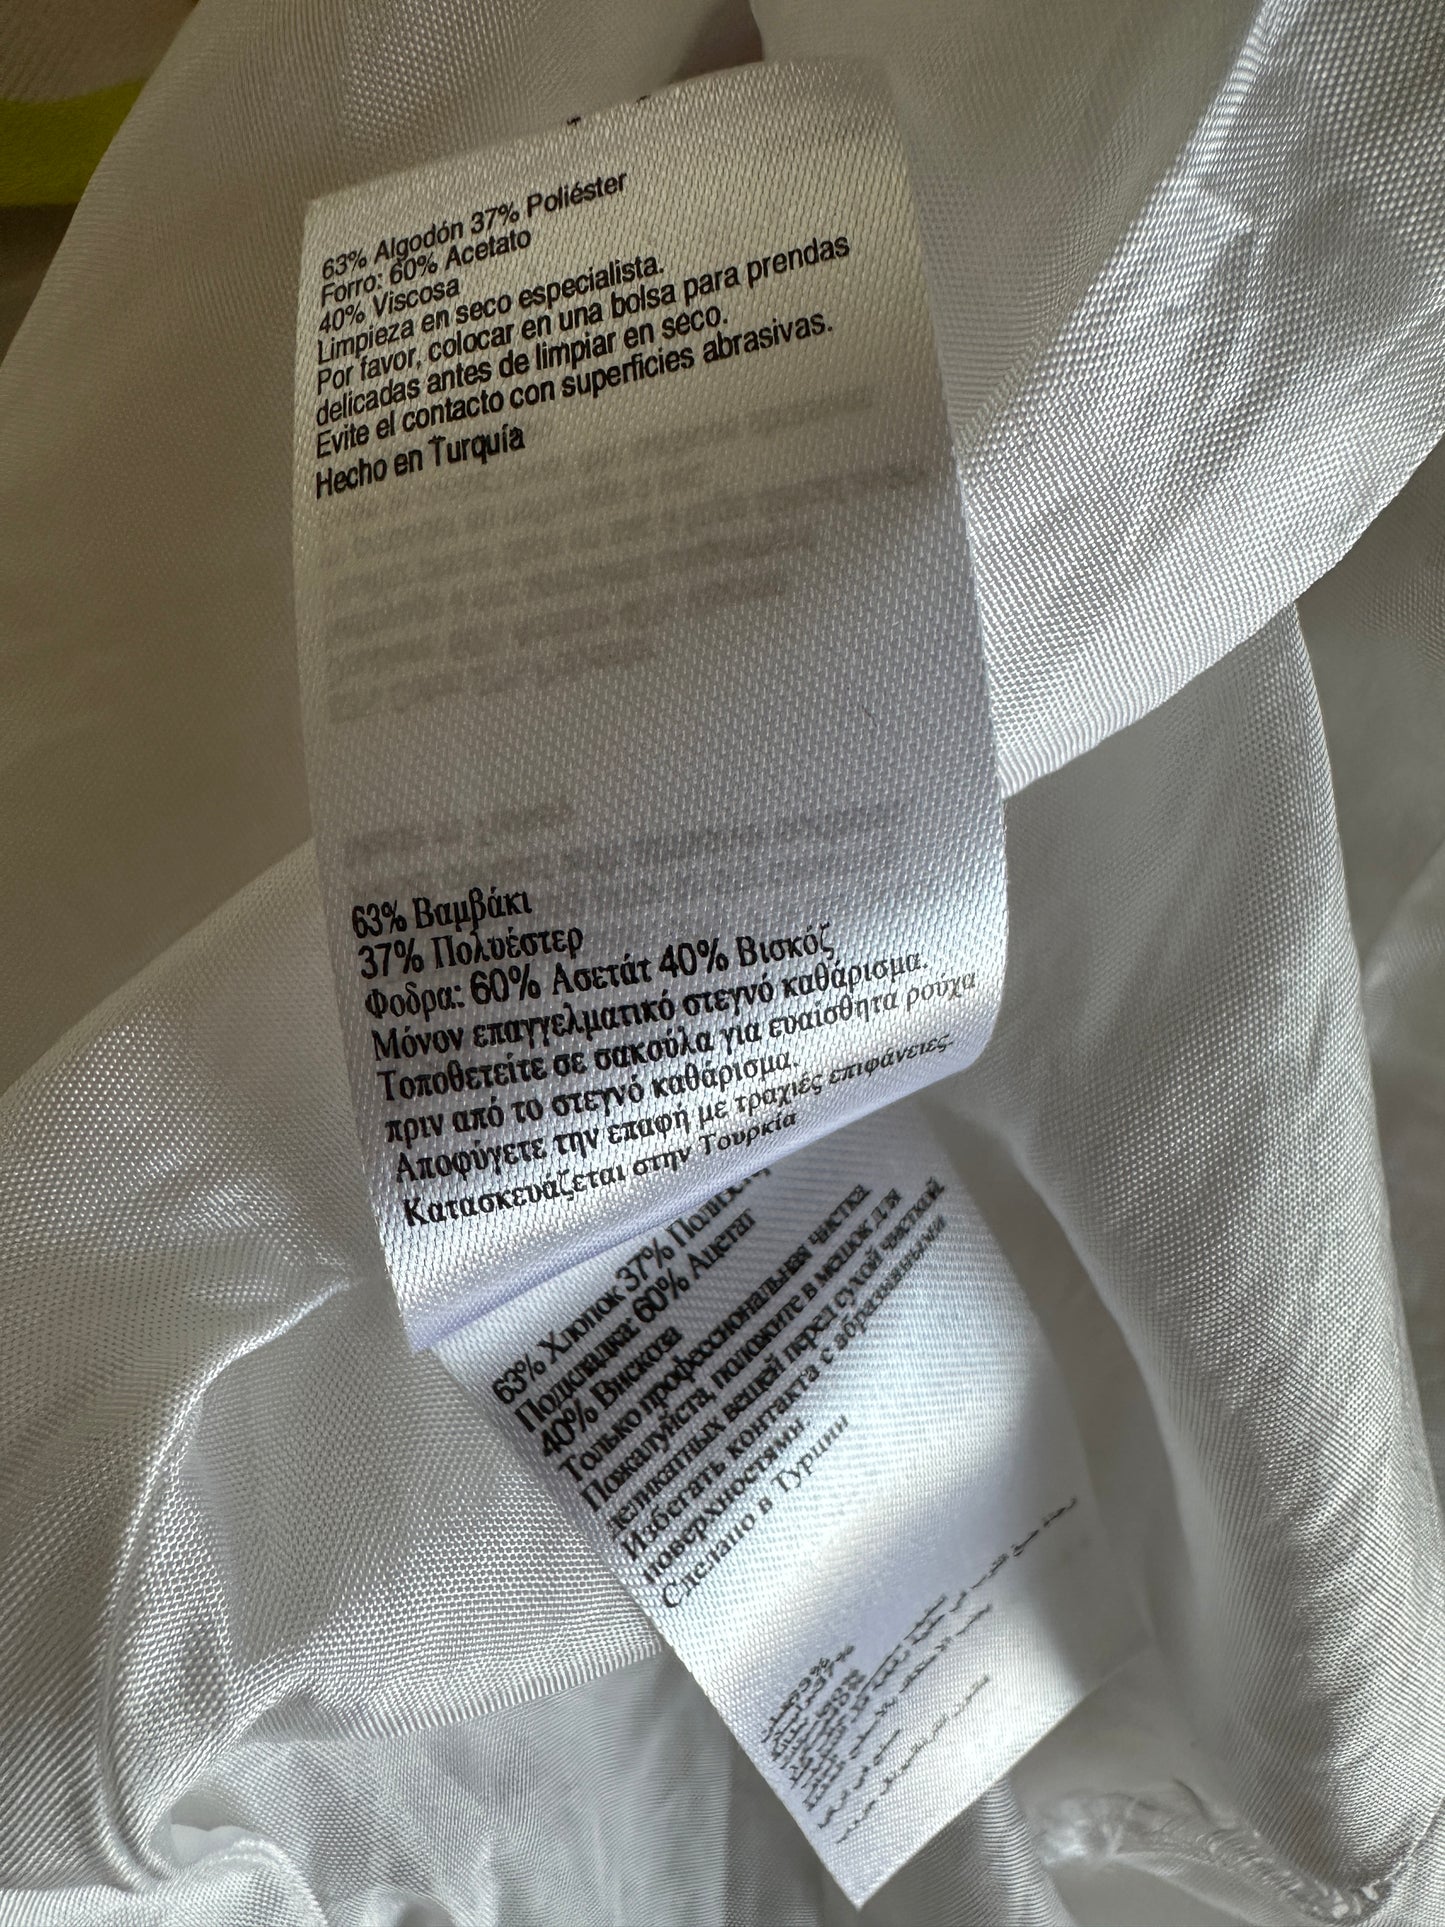 63% Algodón 37% Poliéster
Forro: 60% Acetato
40% Viscosa
Limpieza en seco especialista.
Por favor, colocar en una bolsa para prendas
delicadas antes de limpiar en seco.
Evite el contacto con superficies abrasivas.
Hecho en Turquía
63% Βαμβάκι
37% Πολυέστερ
Φοδρα: 60% Ασετάτ 40% Βισκόζ
Μόνον επαγγελματικό στεγνό καθάρισμα.
Τοποθετείτε σε σακούλα για ευαίσθητα ρούχα
πριν από το στεγνό καθάρισμα.
Αποφύγετε την επαφή με τραχιές επιφάνειες.
Κατασκευάζεται στην Τουρκία
63% Хлопок 37%
Подкладка: 60% Ацетат
40% Вискоза
Только профессиональная чистка
Пожалуйста, положите в мешок для
деликатных вещей перед сухой чисткой
Избегать контакта с абразивными
поверхностями.
Сделано в Турции